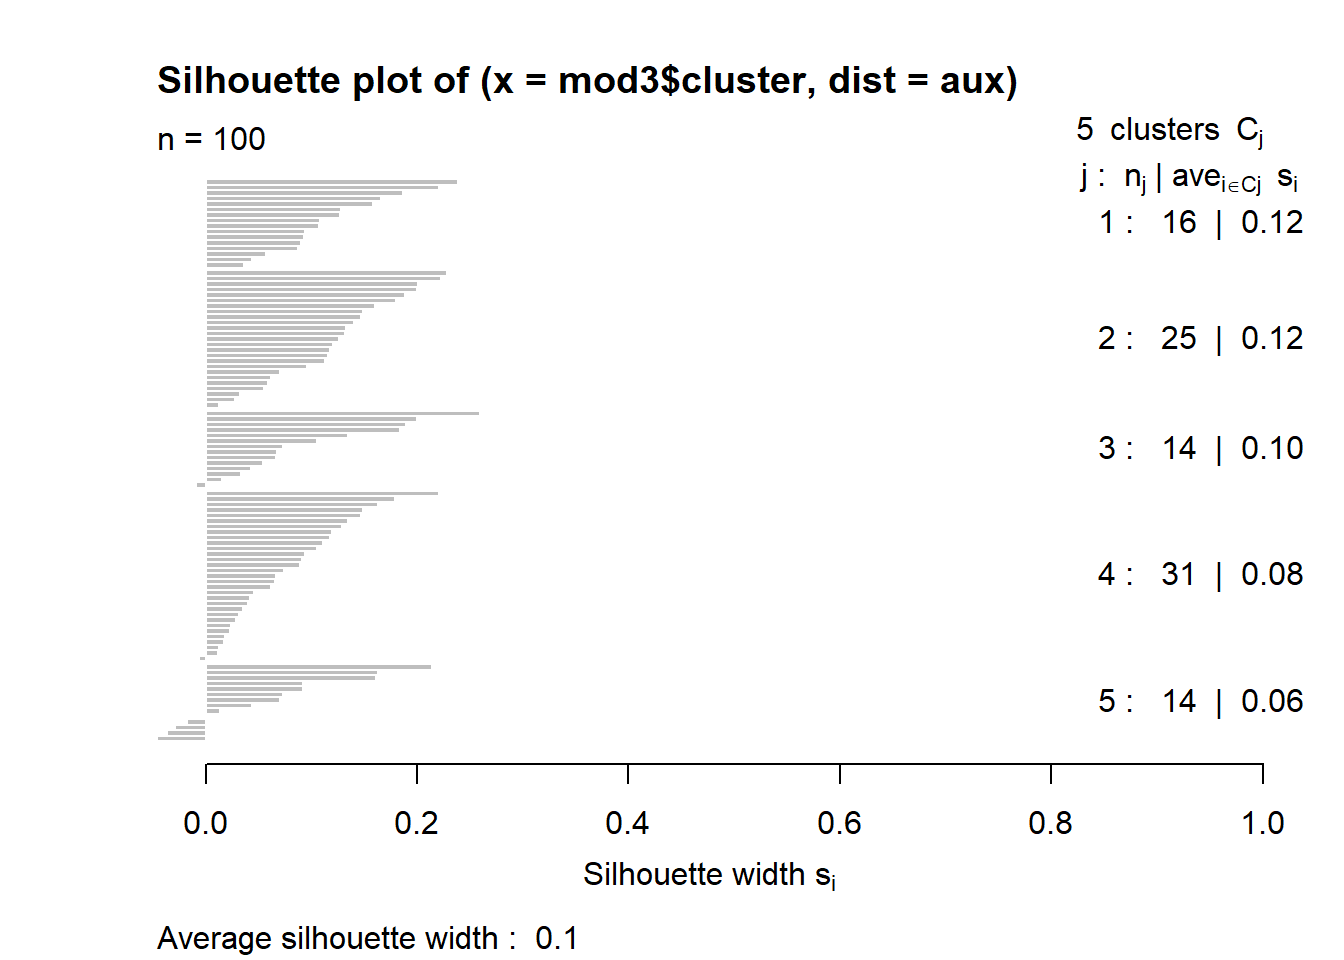 Silhouette plot of (x = mod3$cluster, dist = aux)
n = 100
5 clusters Cj
j : nj | avei∈Cj si
1 : 16 | 0.12
2 : 25 | 0.12
3 : 14 | 0.10
4 : 31 | 0.08
5 : 14 | 0.06
0.0 0.2 0.4 0.6 0.8 1.0
Silhouette width si
Average silhouette width : 0.1